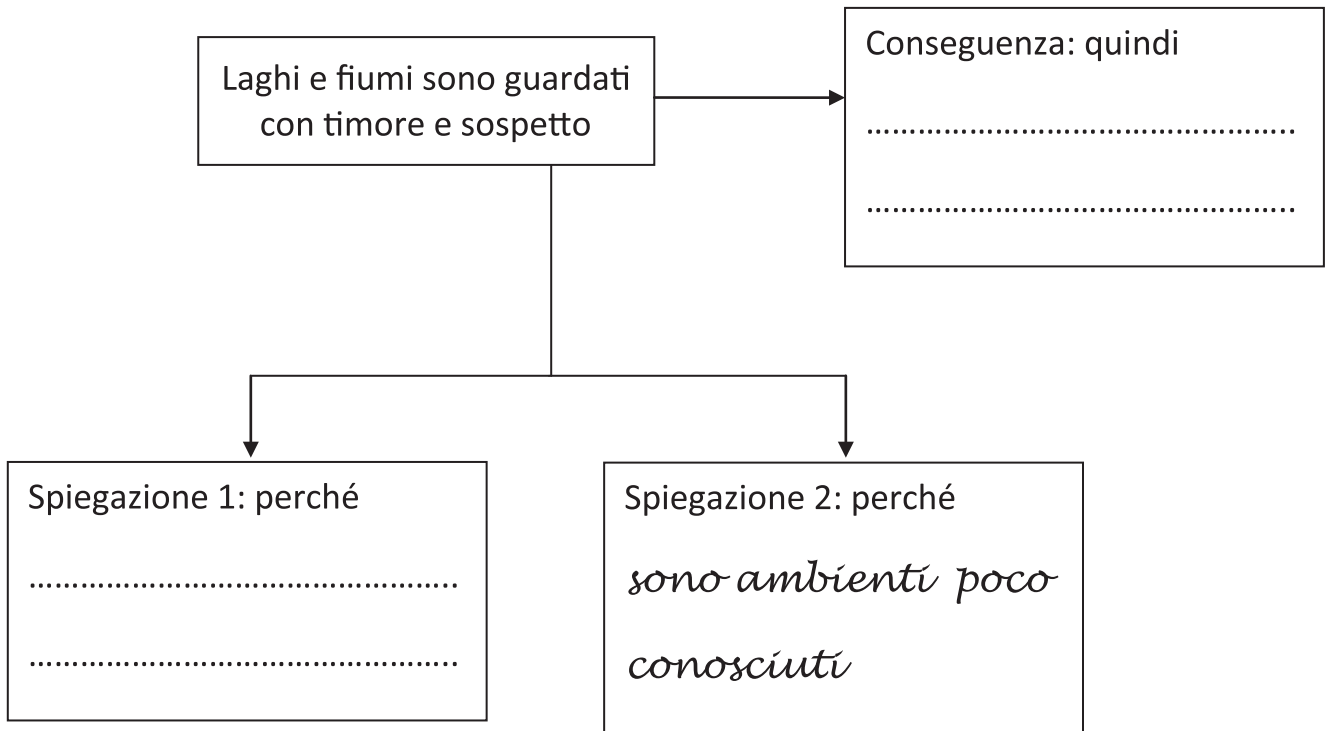 Laghi e fiumi sono guardati
con timore e sospetto
Conseguenza: quindi
..................................................
..................................................
Spiegazione 1: perché
..................................................
..................................................
Spiegazione 2: perché
sono ambienti poco
conosciuti